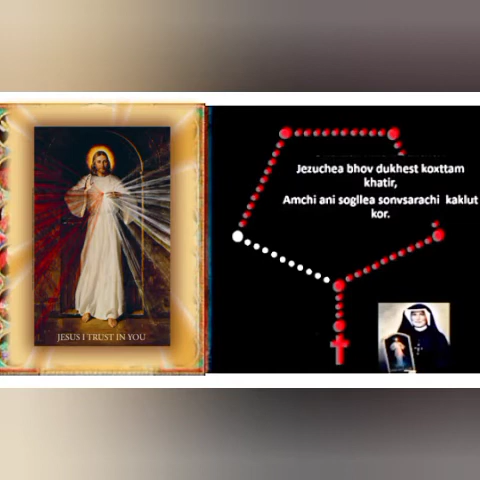 JESUS I TRUST IN YOU
Jezuchea bhov dukhest koxttam
khatir,
Amchi ani sogllea sonvsarachi kaklut
kor.